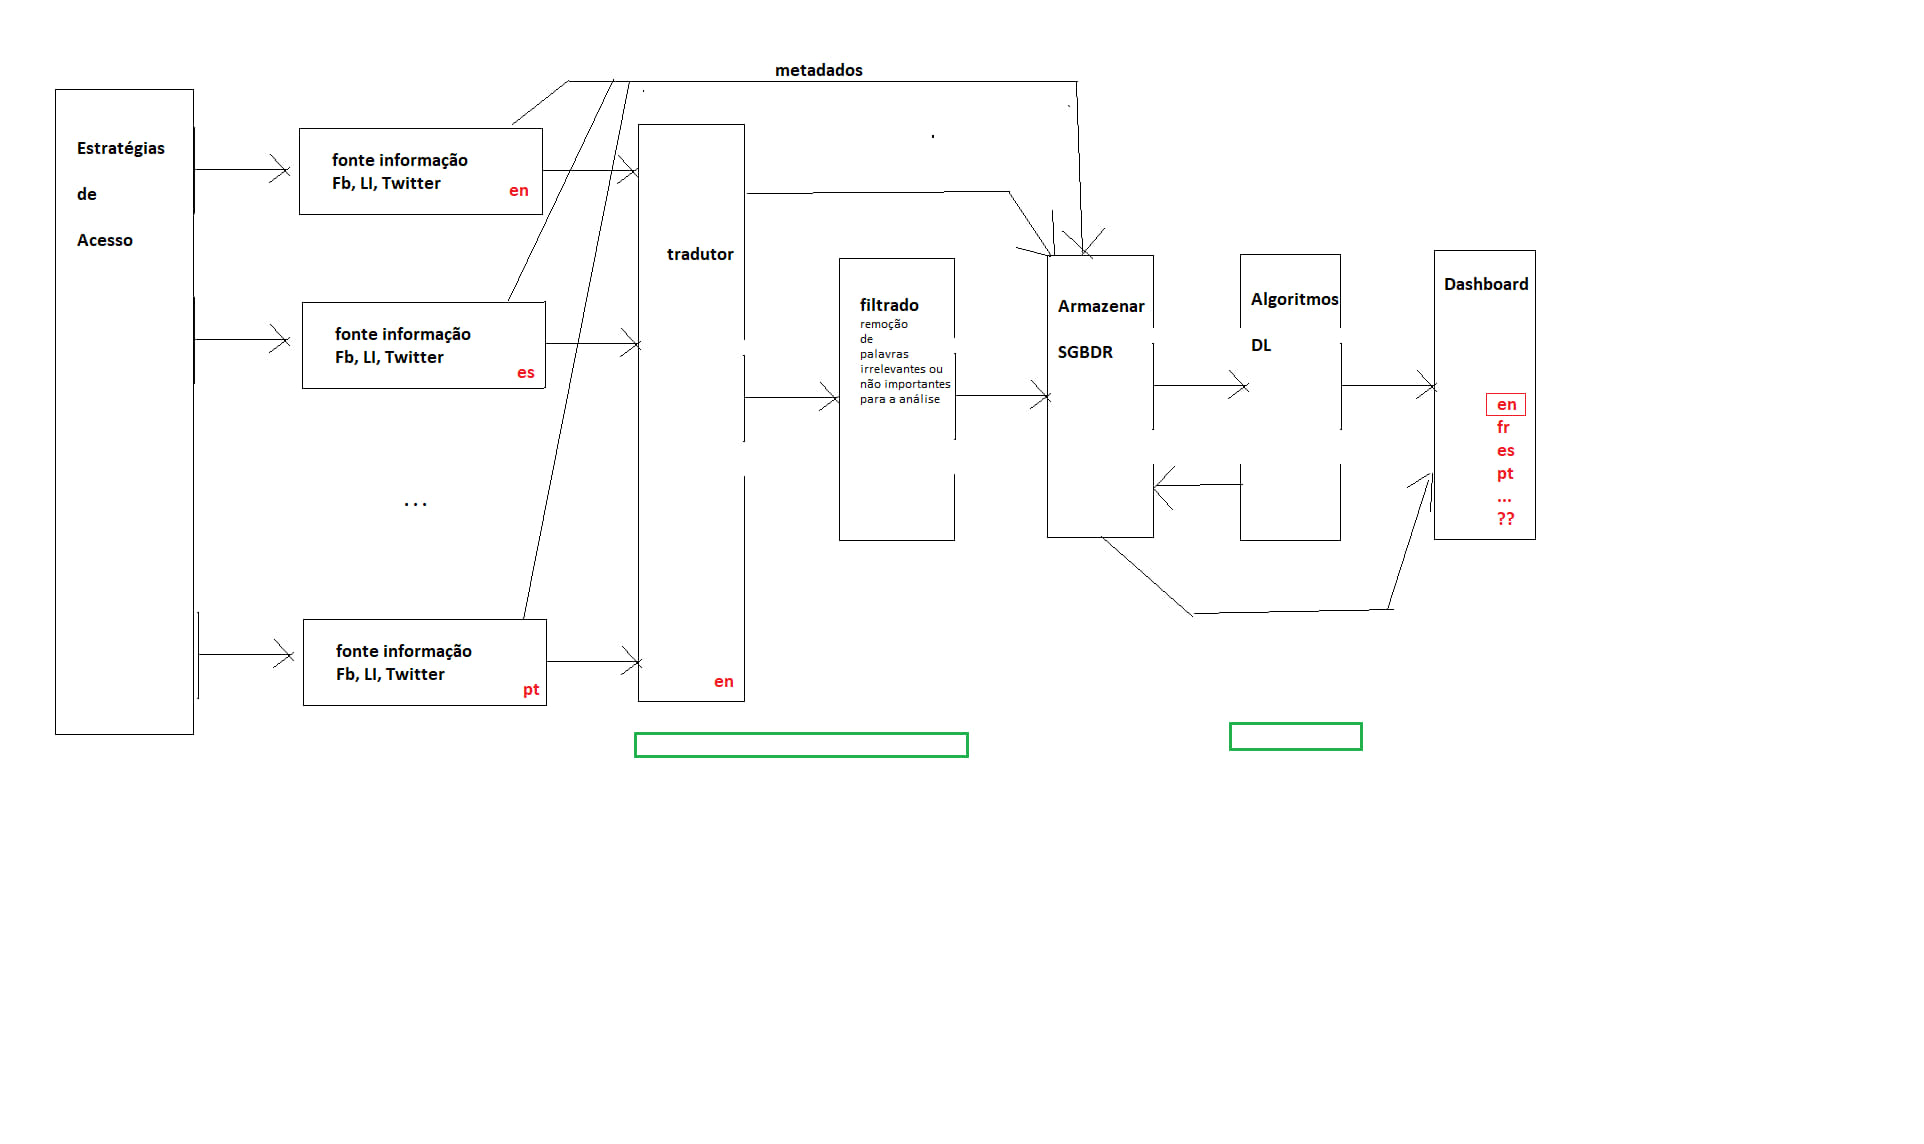 metadados
Estratégias
de
Acesso
fonte informação
Fb, LI, Twitter
en
fonte informação
Fb, LI, Twitter
es
...
fonte informação
Fb, LI, Twitter
pt
tradutor
en
filtrado
remoção
de
palavras
irrelevantes ou
não importantes
para a análise
Armazenar
SGBDR
Algoritmos
DL
Dashboard
en
fr
es
pt
...
??